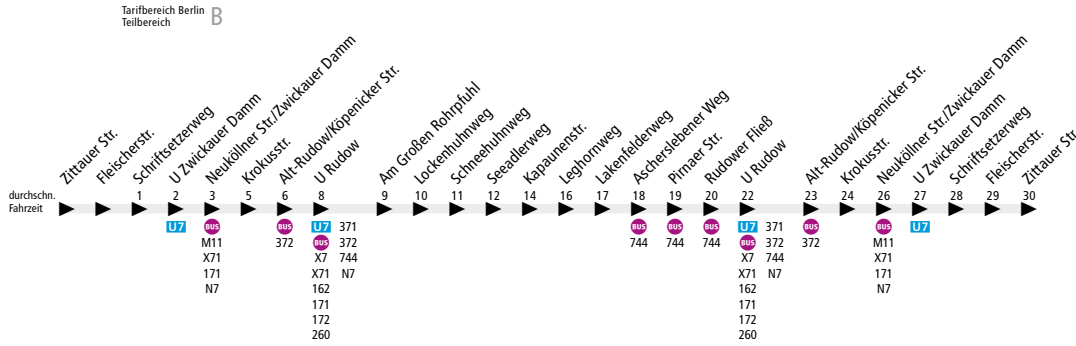 Tarifbereich Berlin
Teilbereich B
Zittauer Str.
Fleischerstr.
Schriftsetzerweg
U Zwickauer Damm
Neuköllner Str./Zwickauer Damm
Krokusstr.
Alt-Rudow/Köpenicker Str.
U Rudow
Am Großen Rohrpfuhl
Lockenhuhnweg
Schneehuhnweg
Seeadlerweg
Kapaunenstr.
Leghornweg
Lakenfelderweg
Ascherslebener Weg
Pirnaer Str.
Rudower Fließ
U Rudow
Alt-Rudow/Köpenicker Str.
Krokusstr.
Neuköllner Str./Zwickauer Damm
U Zwickauer Damm
Schriftsetzerweg
Fleischerstr.
Zittauer Str
durchschn. 1 2 3 5 6 8 9 10 11 12 14 16 17 18 19 20 22 23 24 26 27 28 29 30
Fahrzeit
U7 BUS BUS U7 371 BUS BUS BUS U7 371 BUS BUS U7
M11 372 BUS 372 744 744 744 BUS 372 372 M11
X71 X7 744 X7 744 X71
171 X71 N7 X71 N7 171
N7 162 162 N7
171 171
172 172
260 260